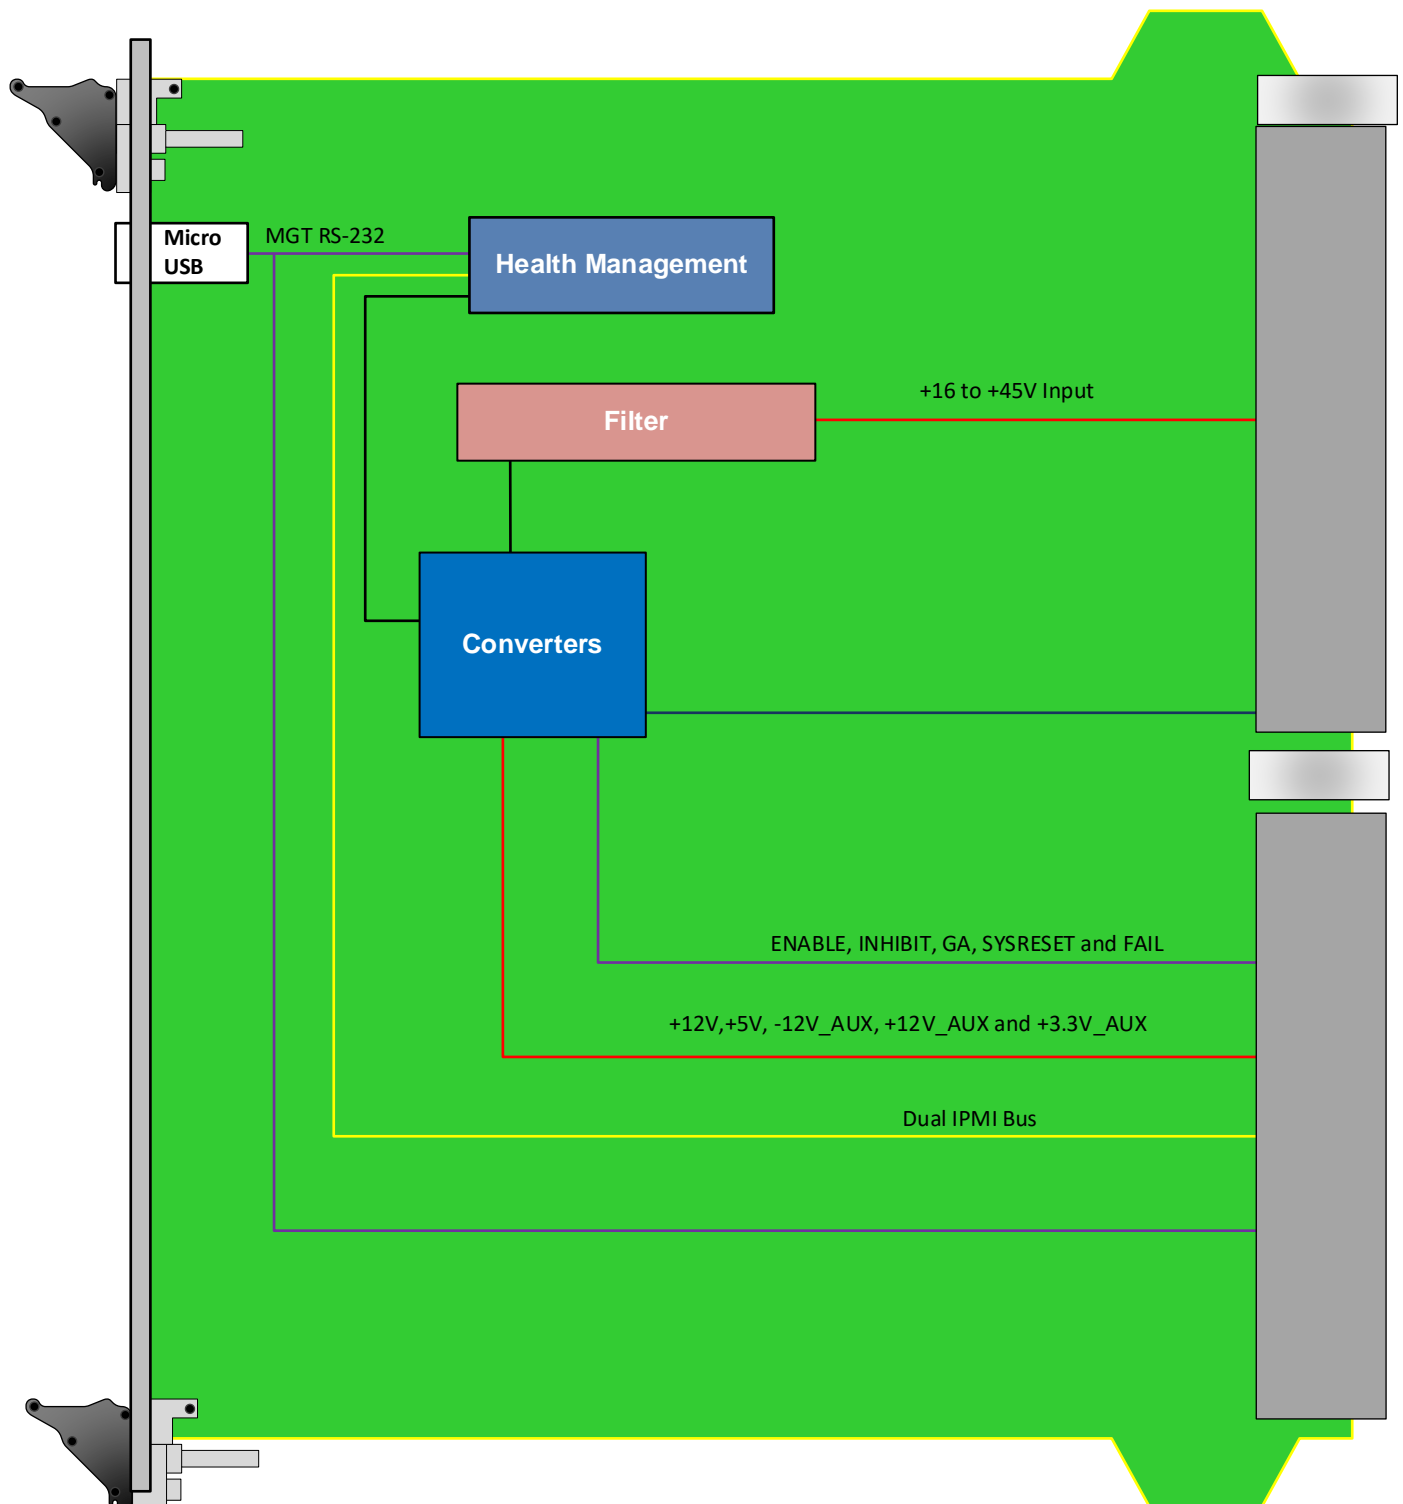 Micro
USB
MGT RS-232
Health Management
+16 to +45V Input
Filter
Converters
ENABLE, INHIBIT, GA, SYSRESET and FAIL
+12V,+5V, -12V_AUX, +12V_AUX and +3.3V_AUX
Dual IPMI Bus